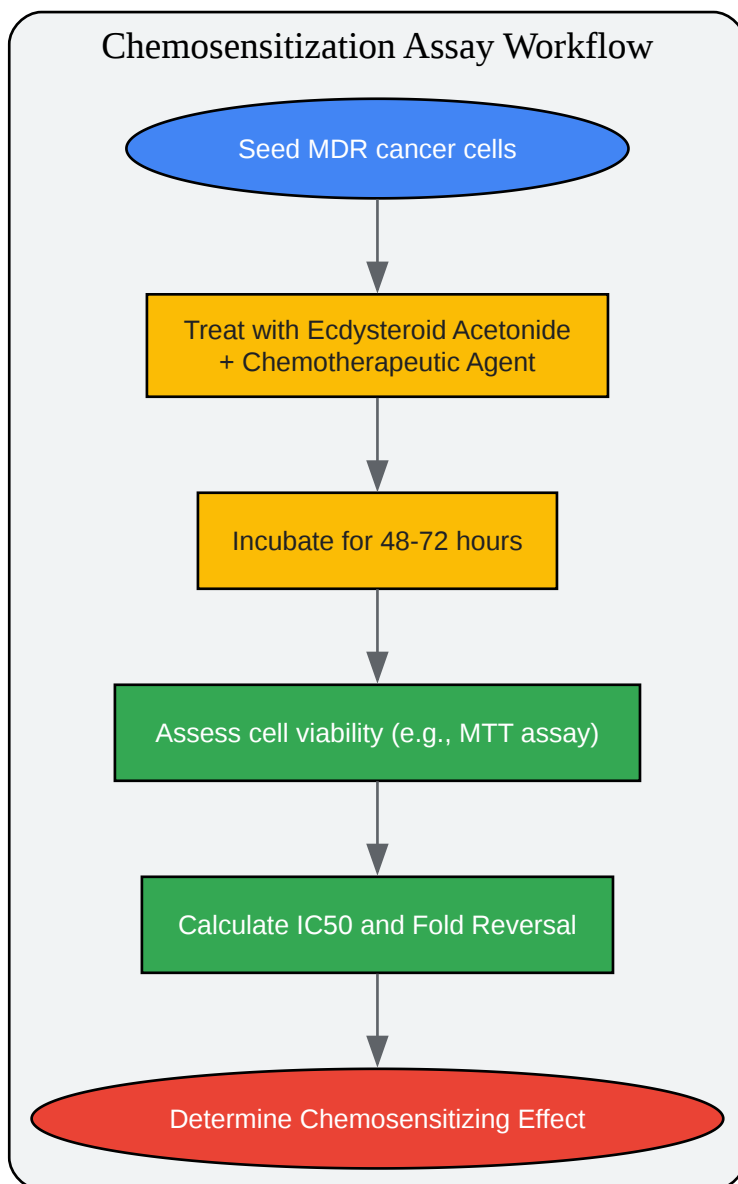 Chemosensitization Assay Workflow
Seed MDR cancer cells
Treat with Ecdysteroid Acetonide
+ Chemotherapeutic Agent
Incubate for 48-72 hours
Assess cell viability (e.g., MTT assay)
Calculate IC50 and Fold Reversal
Determine Chemosensitizing Effect